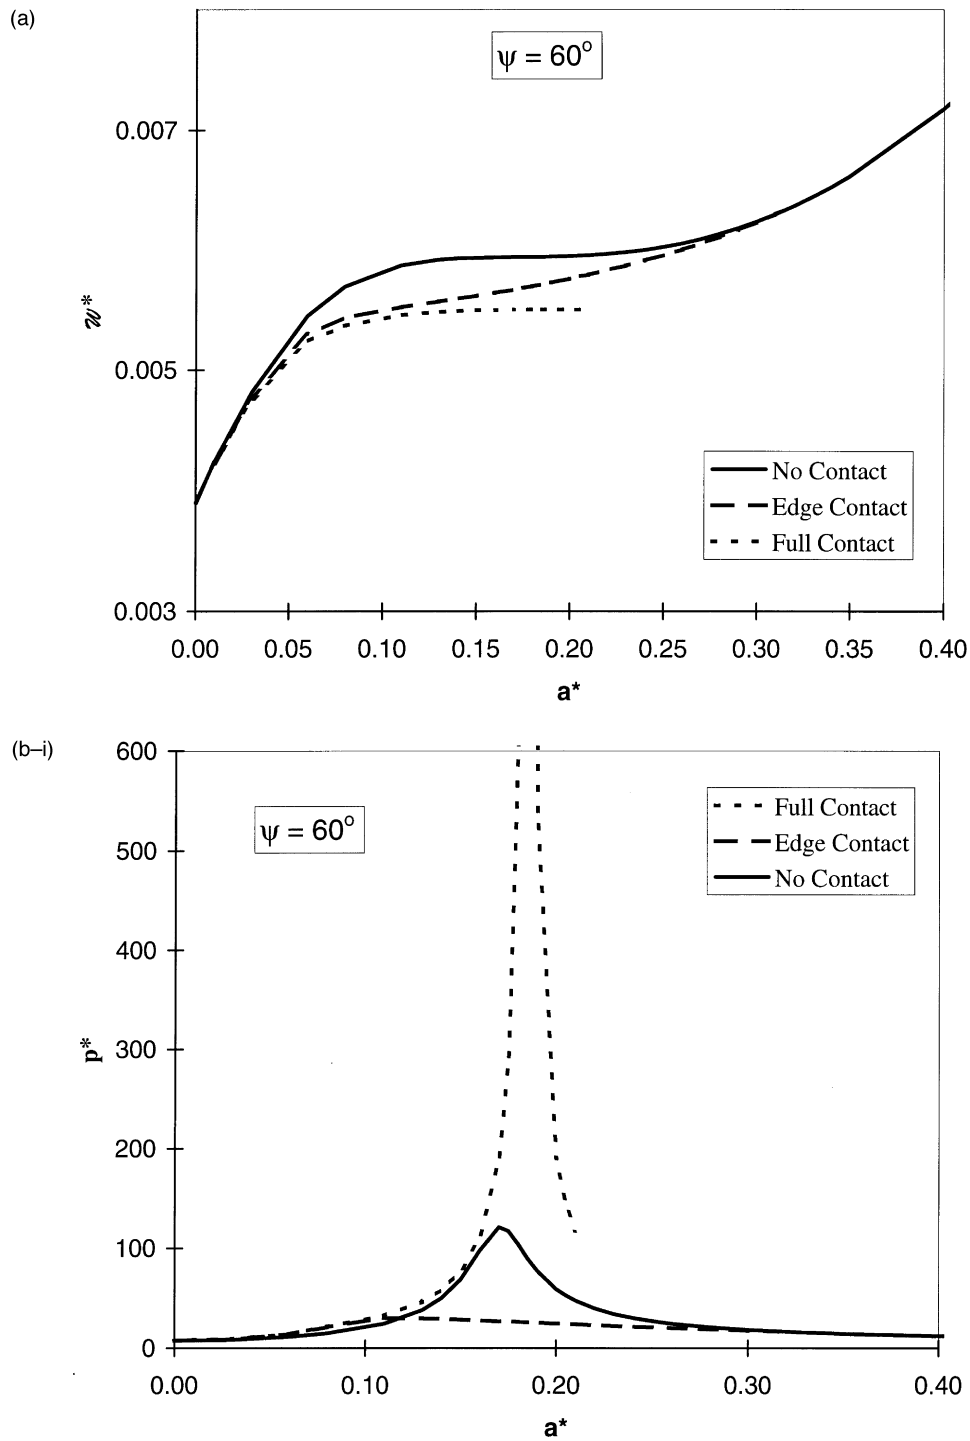 (a)
ψ = 60°
0.007
0.005
0.003
𝓌*
No Contact
Edge Contact
Full Contact
0.00 0.05 0.10 0.15 0.20 0.25 0.30 0.35 0.40
a*
(b–i)
600
500
400
300
200
100
0
ψ = 60°
p*
Full Contact
Edge Contact
No Contact
0.00 0.10 0.20 0.30 0.40
a*